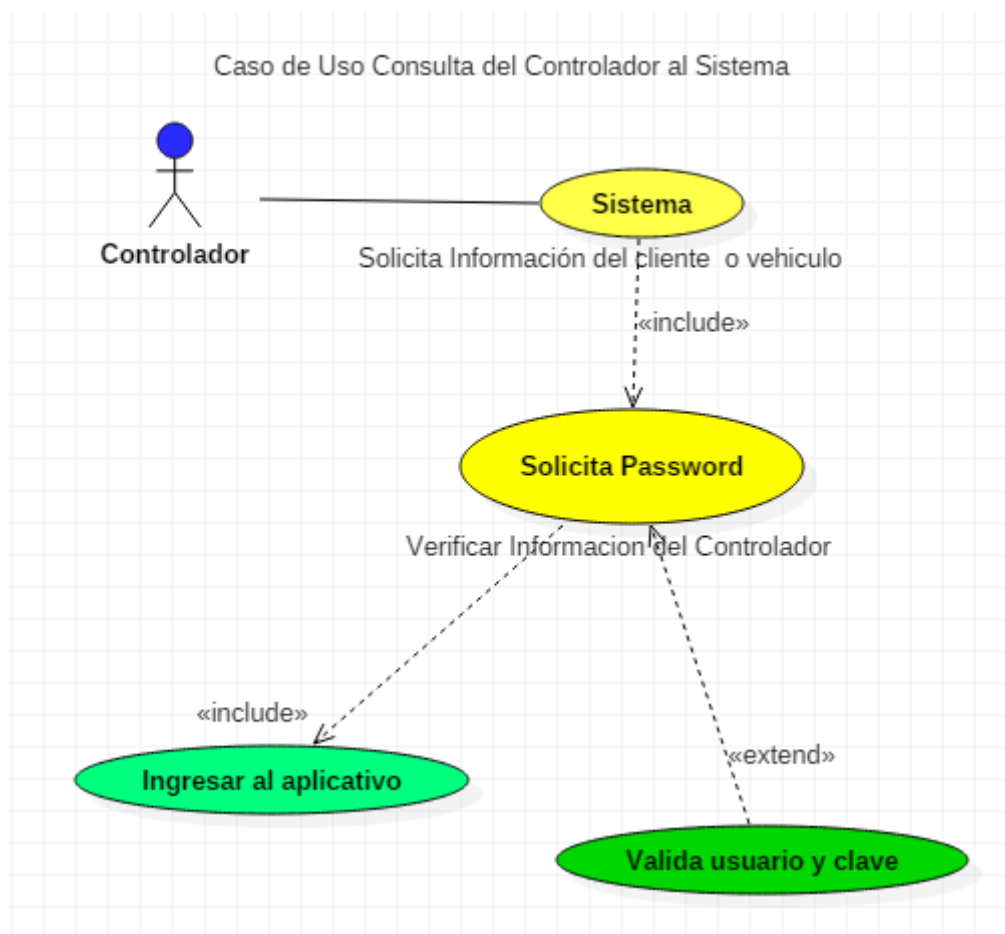 Caso de Uso Consulta del Controlador al Sistema
Sistema
Controlador
Solicita Información del cliente o vehiculo
«include»
Solicita Password
Verificar Informacion del Controlador
«include»
«extend»
Ingresar al aplicativo
Valida usuario y clave